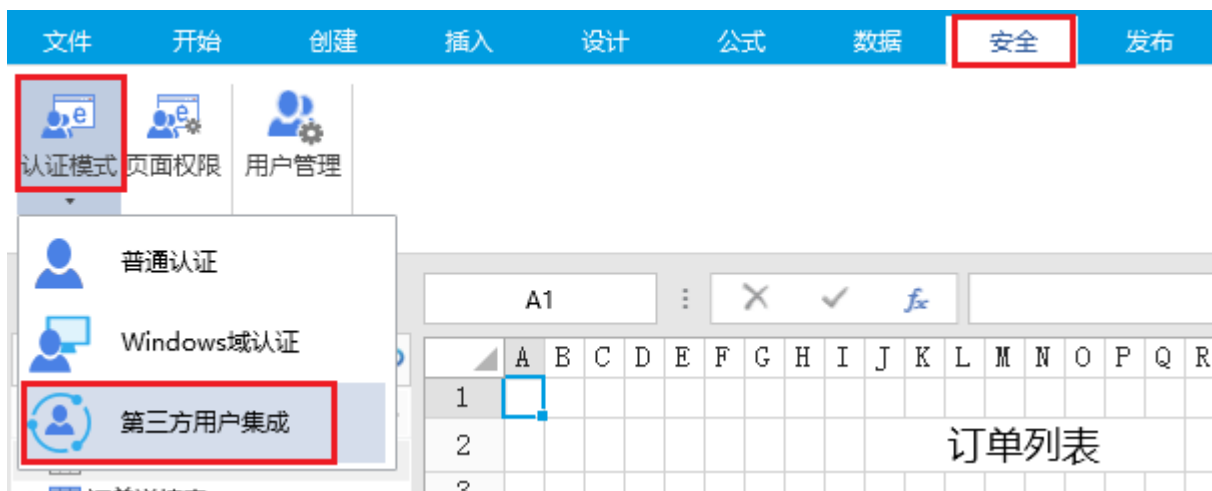 文件 开始 创建 插入 设计 公式 数据 安全 发布
认证模式 页面权限 用户管理
普通认证
Windows域认证
第三方用户集成
A1 fx
A B C D E F G H I J K L M N O P Q R
1
2 订单列表